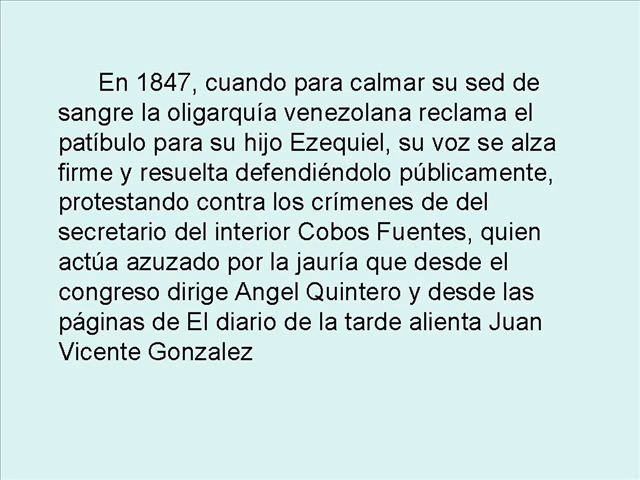 En 1847, cuando para calmar su sed de
sangre la oligarquía venezolana reclama el
patíbulo para su hijo Ezequiel, su voz se alza
firme y resuelta defendiéndolo públicamente,
protestando contra los crímenes de del
secretario del interior Cobos Fuentes, quien
actúa azuzado por la jauría que desde el
congreso dirige Angel Quintero y desde las
páginas de El diario de la tarde alienta Juan
Vicente Gonzalez